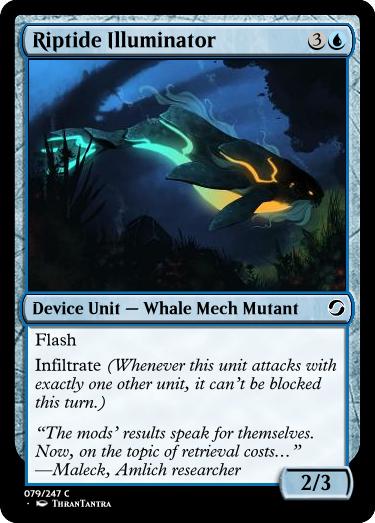 Riptide Illuminator 3
Device Unit — Whale Mech Mutant
Flash
Infiltrate (Whenever this unit attacks with
exactly one other unit, it can't be blocked
this turn.)
"The mods' results speak for themselves.
Now, on the topic of retrieval costs…"
—Maleck, Amlich researcher
2/3
079/247 C
· ThranTantra